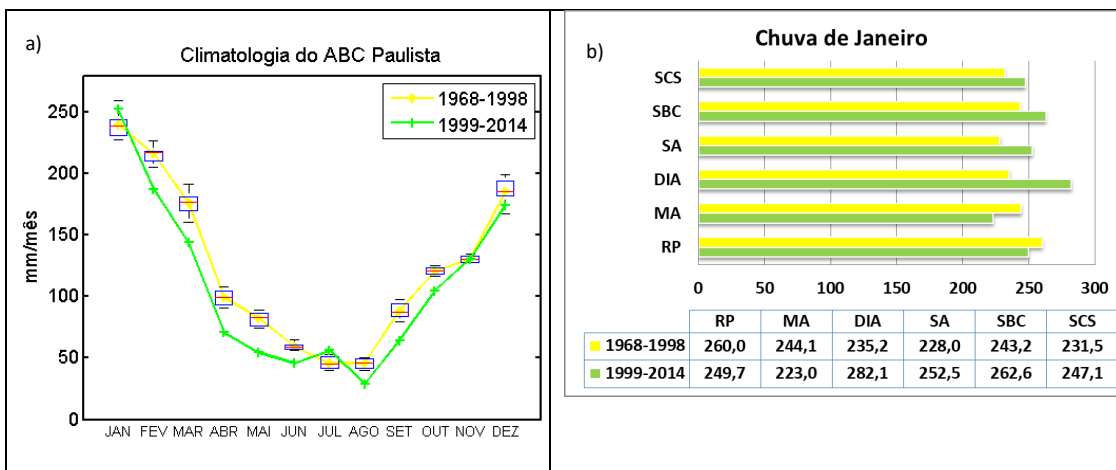 a)
Climatologia do ABC Paulista
1968-1998
1999-2014
mm/mês
250
200
150
100
50
0
JAN FEV MAR ABR MAI JUN JUL AGO SET OUT NOV DEZ
b)
Chuva de Janeiro
SCS
SBC
SA
DIA
MA
RP
0 50 100 150 200 250 300
RP MA DIA SA SBC SCS
1968-1998 260,0 244,1 235,2 228,0 243,2 231,5
1999-2014 249,7 223,0 282,1 252,5 262,6 247,1